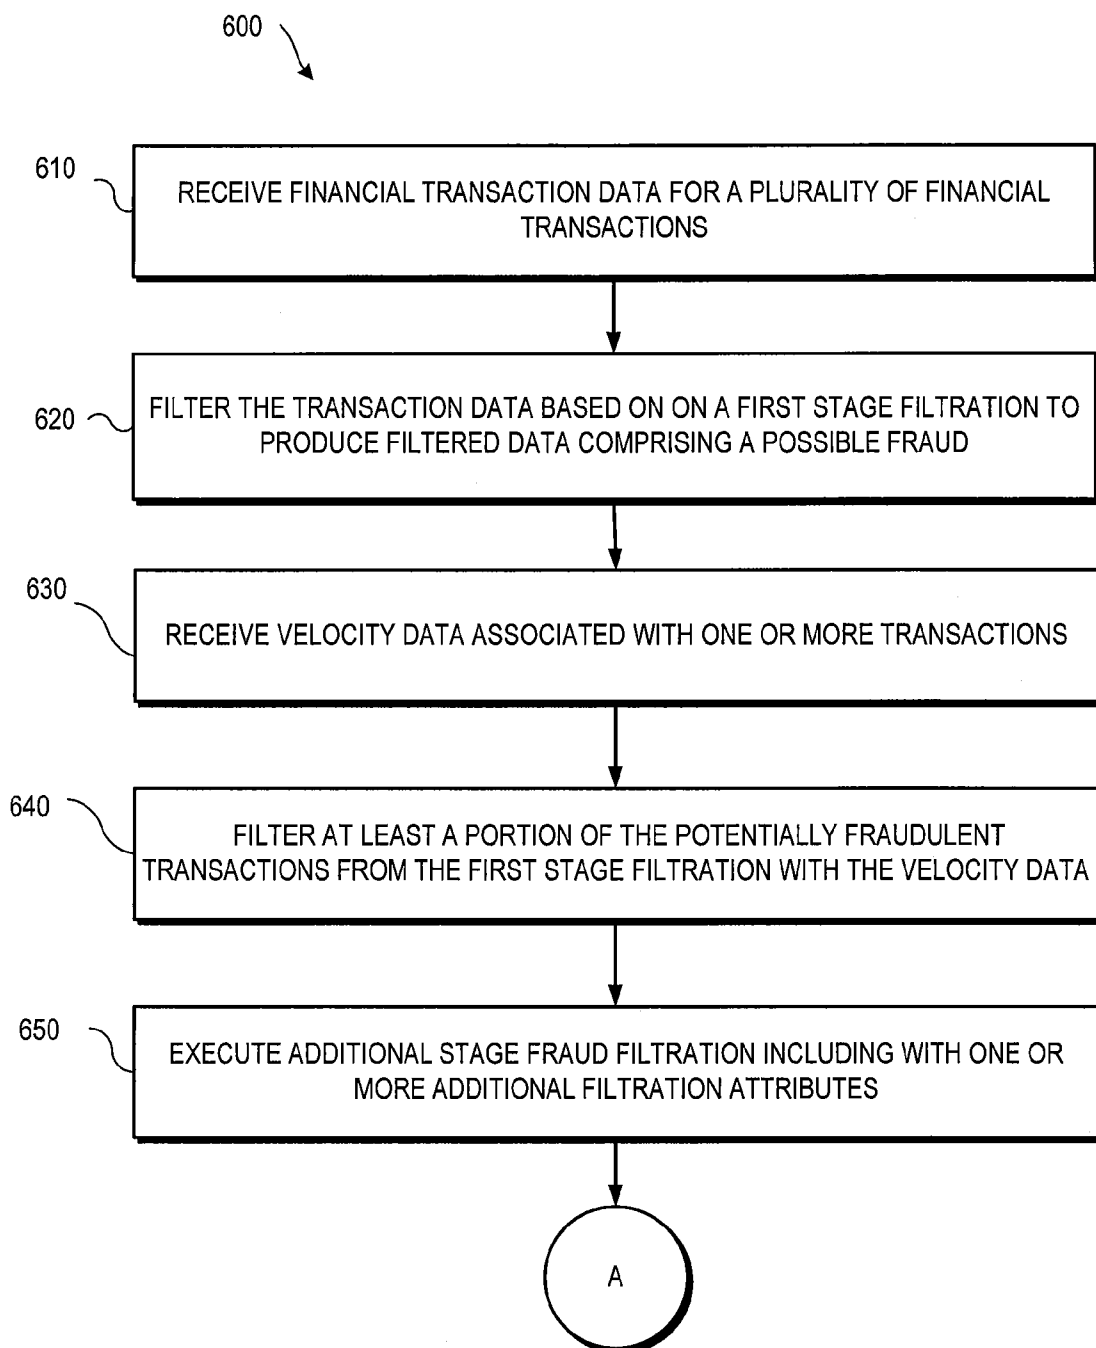 600
610
RECEIVE FINANCIAL TRANSACTION DATA FOR A PLURALITY OF FINANCIAL
TRANSACTIONS
620
FILTER THE TRANSACTION DATA BASED ON ON A FIRST STAGE FILTRATION TO
PRODUCE FILTERED DATA COMPRISING A POSSIBLE FRAUD
630
RECEIVE VELOCITY DATA ASSOCIATED WITH ONE OR MORE TRANSACTIONS
640
FILTER AT LEAST A PORTION OF THE POTENTIALLY FRAUDULENT
TRANSACTIONS FROM THE FIRST STAGE FILTRATION WITH THE VELOCITY DATA
650
EXECUTE ADDITIONAL STAGE FRAUD FILTRATION INCLUDING WITH ONE OR
MORE ADDITIONAL FILTRATION ATTRIBUTES
A